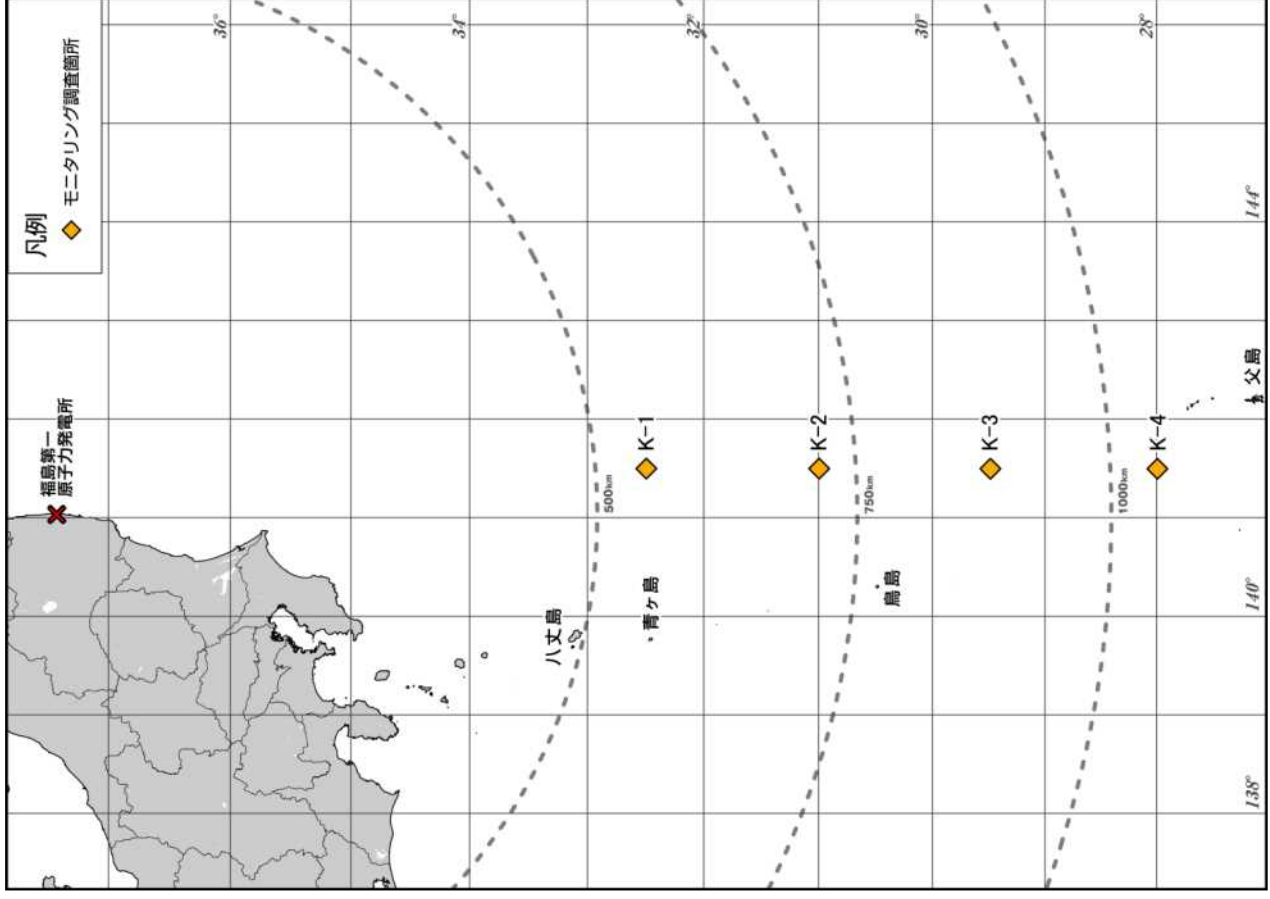 凡例
モニタリング調査箇所
福島第一
原子力発電所
36°
34°
32°
30°
28°
144°
140°
138°
八丈島
青ヶ島
鳥島
父島
500km
750km
1000km
K-1
K-2
K-3
K-4